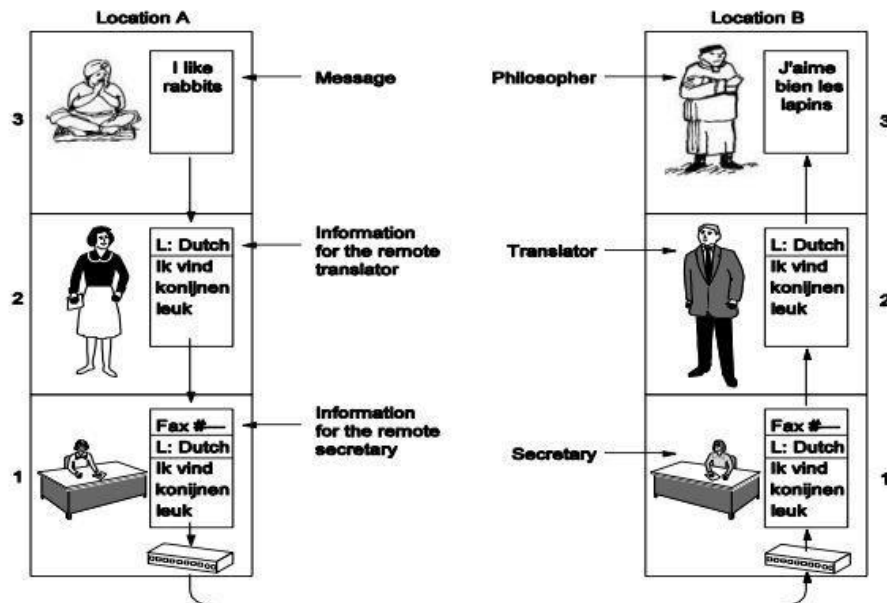 Location A
Location B
3
I like
rabbits
Message
Philosopher
J'aime
bien les
lapins
3
2
L: Dutch
Ik vind
konijnen
leuk
Information
for the remote
translator
Translator
L: Dutch
Ik vind
konijnen
leuk
2
1
Fax #—
L: Dutch
Ik vind
konijnen
leuk
Information
for the remote
secretary
Secretary
Fax #—
L: Dutch
Ik vind
konijnen
leuk
1